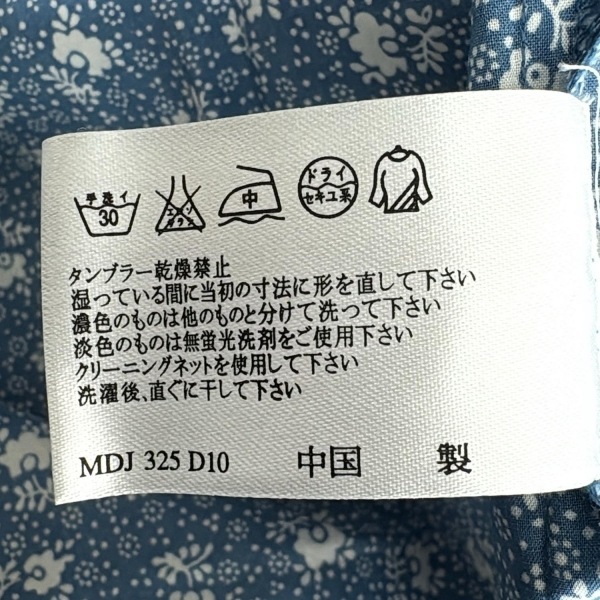 手洗イ
30
エンソ
サラシ
中
ドライ
セキユ系
タンブラー乾燥禁止
湿っている間に当初の寸法に形を直して下さい
濃色のものは他のものと分けて洗って下さい
淡色のものは無蛍光洗剤をご使用下さい
クリーニングネットを使用して下さい
洗濯後、直ぐに干して下さい
MDJ 325 D10 中国 製